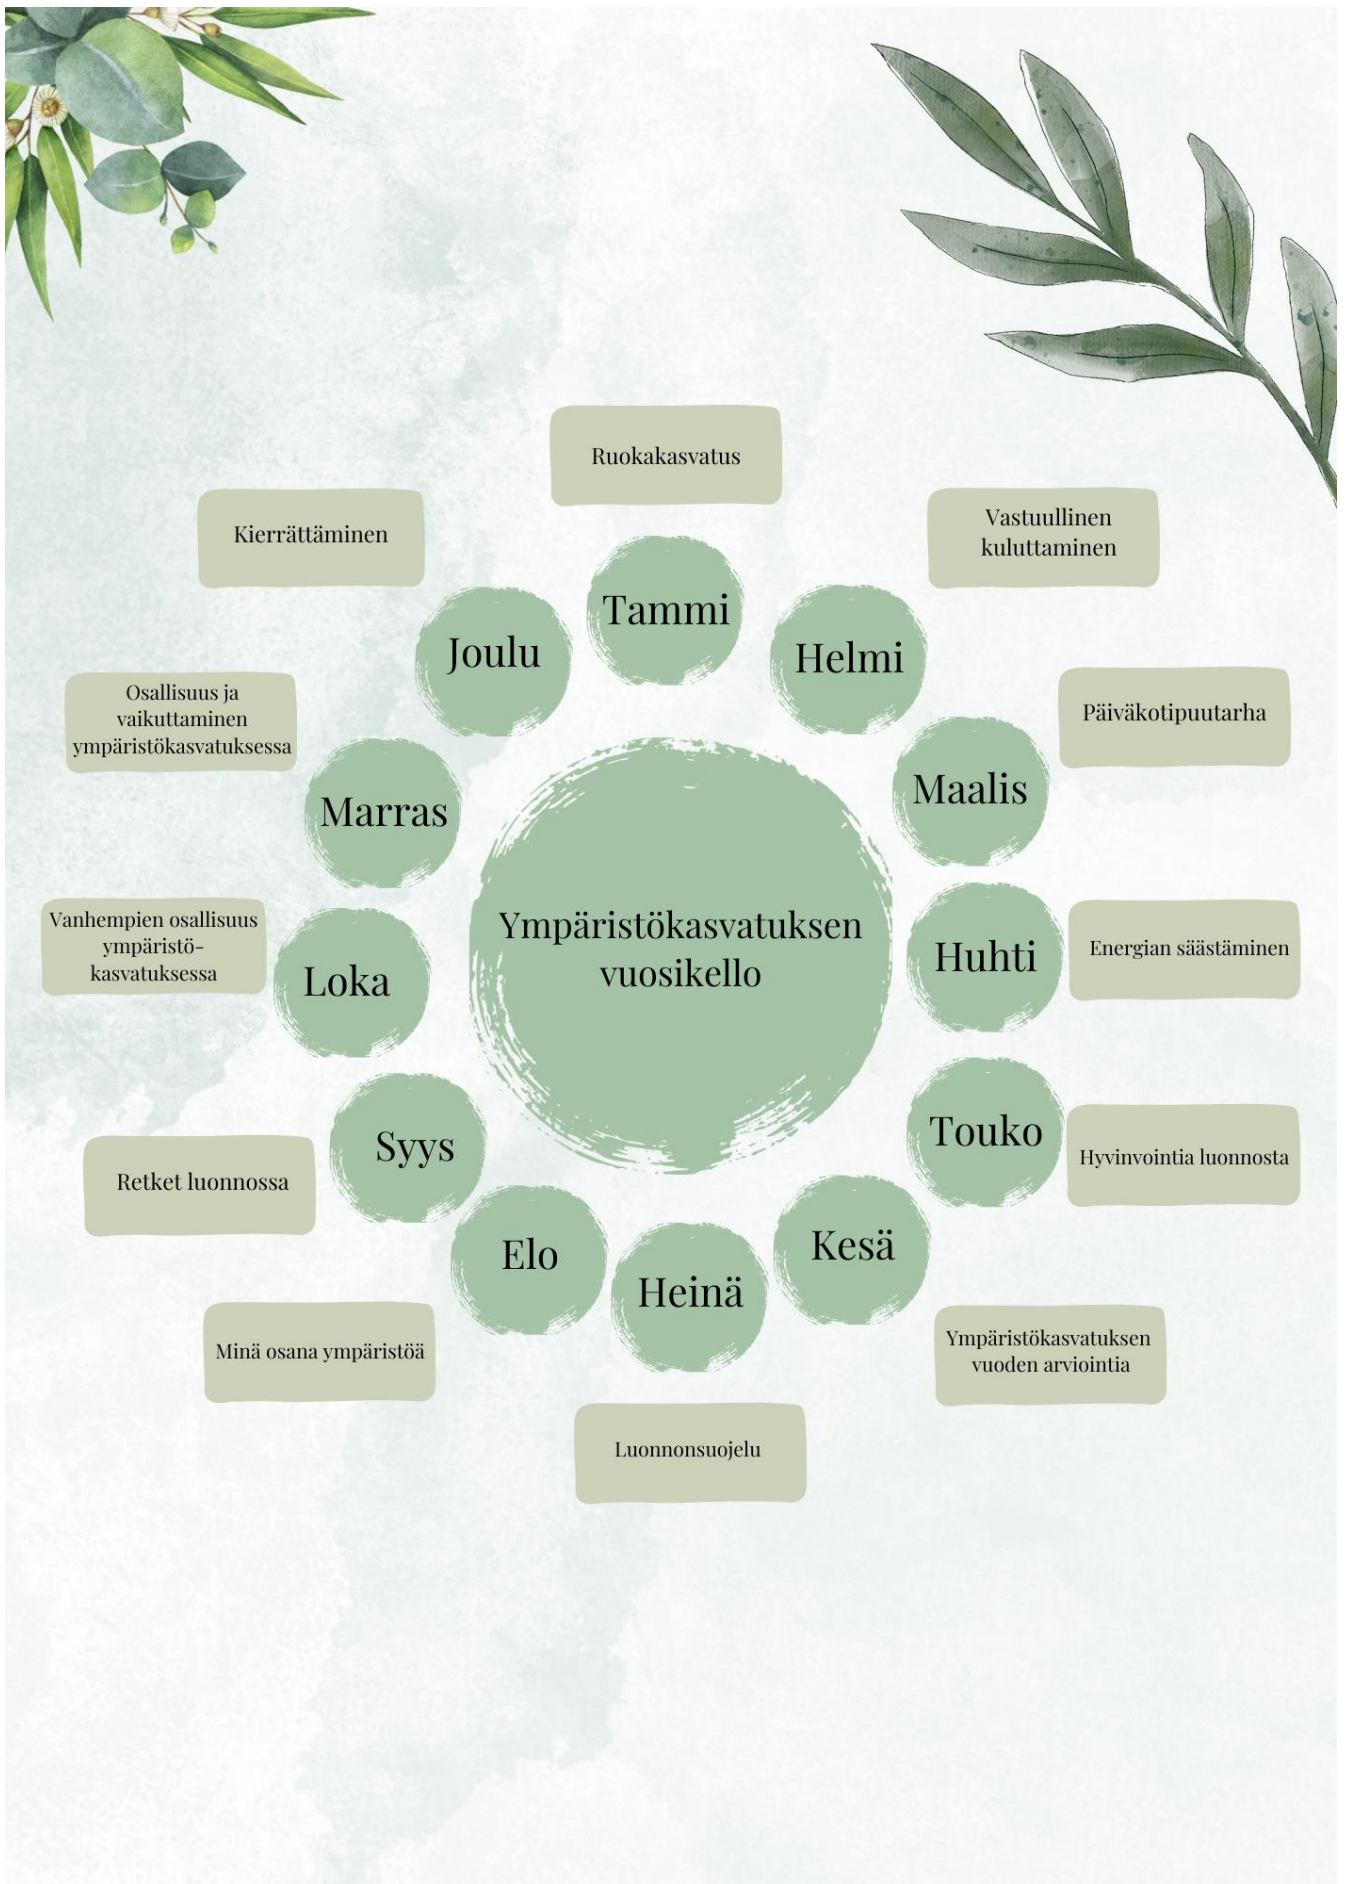 Ruokakasvatus
Kierrättäminen
Vastuullinen
kuluttaminen
Tammi
Joulu
Helmi
Osallisuus ja
vaikuttaminen
ympäristökasvatuksessa
Päiväkotipuutarha
Maalis
Marras
Vanhempien osallisuus
ympäristö-
kasvatuksessa
Ympäristökasvatuksen
vuosikello
Huhti
Energian säästäminen
Loka
Touko
Hyvinvointia luonnosta
Syys
Retket luonnossa
Kesä
Elo
Heinä
Minä osana ympäristöä
Ympäristökasvatuksen
vuoden arviointia
Luonnonsuojelu